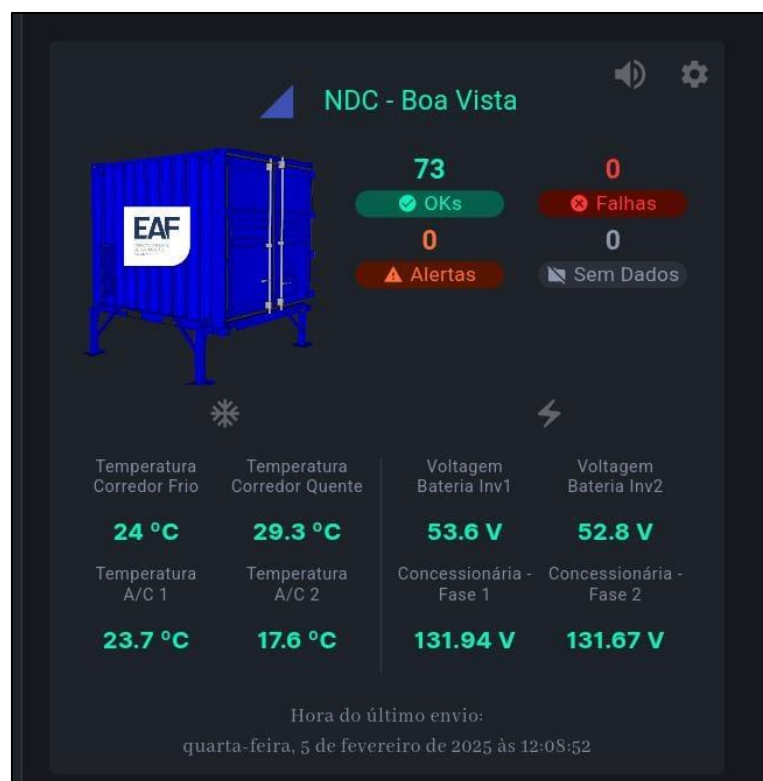 NDC - Boa Vista
73
OKs
0
Falhas
0
Alertas
0
Sem Dados
EAF
Temperatura
Corredor Frio
24 °C
Temperatura
Corredor Quente
29.3 °C
Voltagem
Bateria Inv1
53.6 V
Voltagem
Bateria Inv2
52.8 V
Temperatura
A/C 1
23.7 °C
Temperatura
A/C 2
17.6 °C
Concessionária -
Fase 1
131.94 V
Concessionária -
Fase 2
131.67 V
Hora do último envio:
quarta-feira, 5 de fevereiro de 2025 às 12:08:52